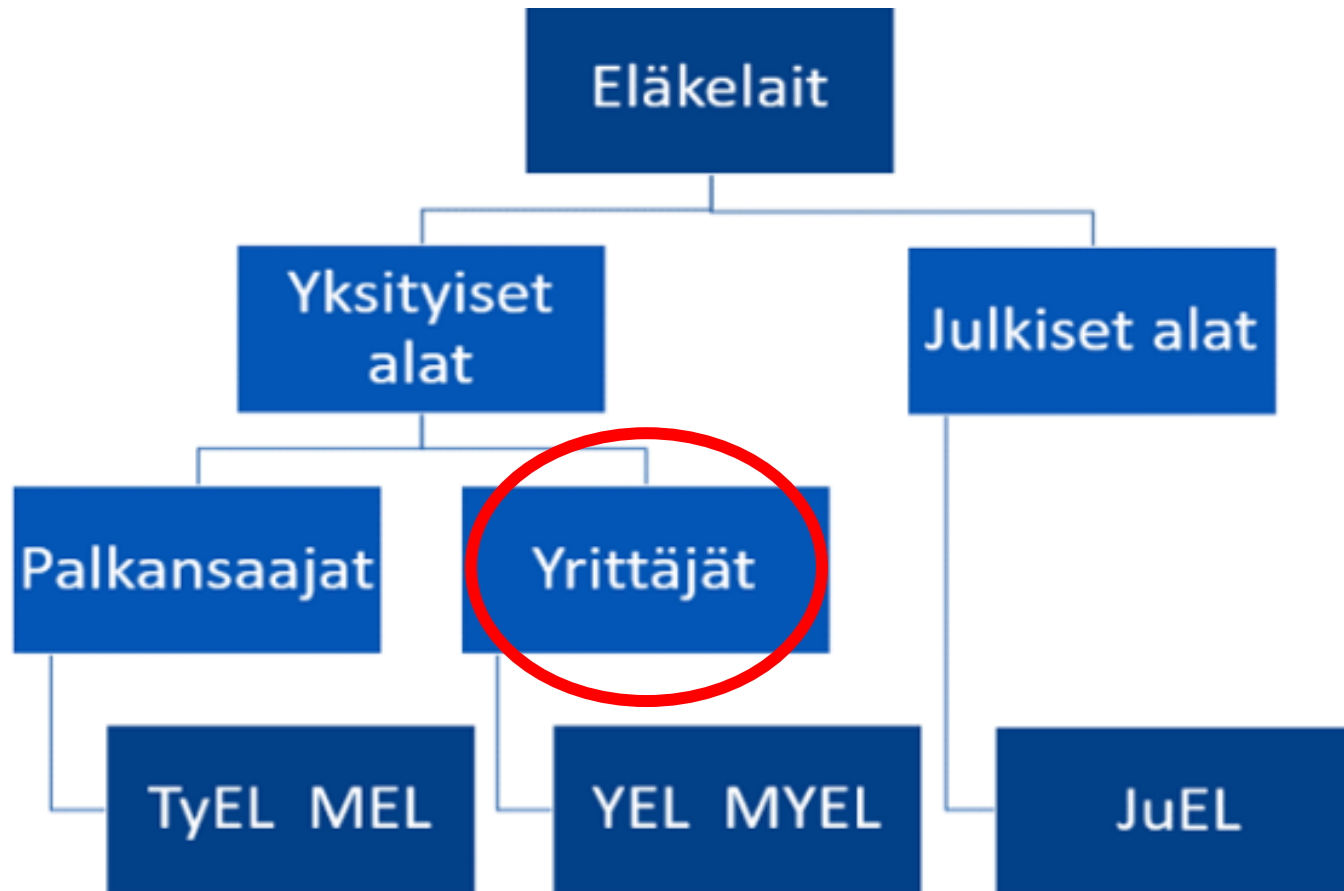 Eläkelait
Yksityiset
alat
Julkiset alat
Palkansaajat
Yrittäjät
TyEL MEL
YEL MYEL
JuEL